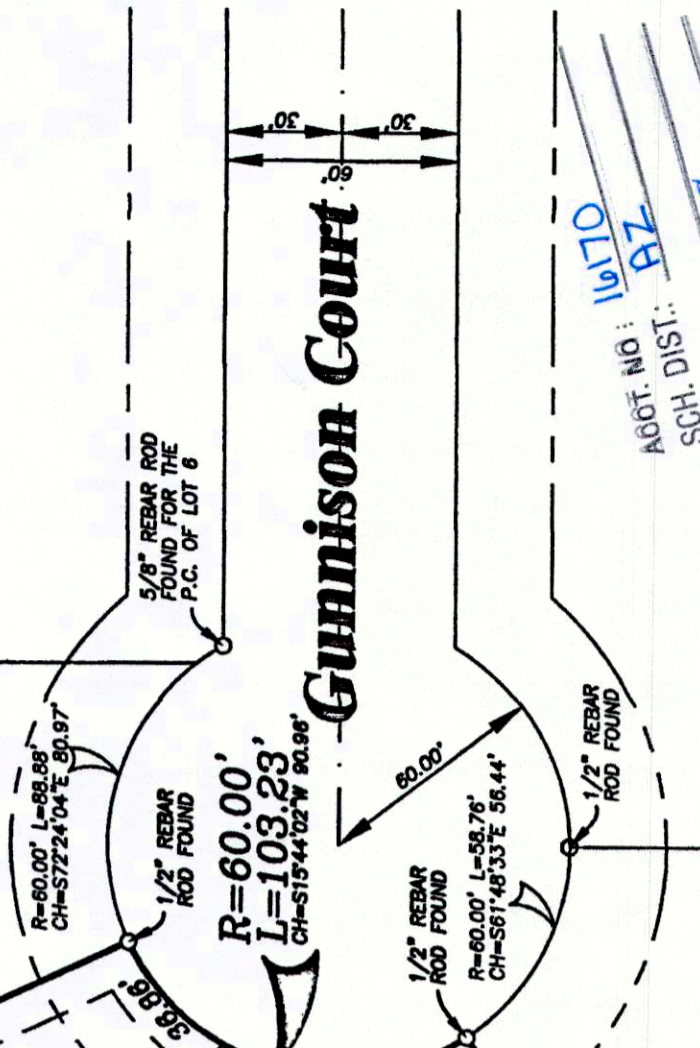 30'
30'
60'
Gunnison Court
5/8" REBAR ROD
FOUND FOR THE
P.C. OF LOT 6
R=60.00' L=88.88'
CH=S72°24'04"E 80.97'
1/2" REBAR
ROD FOUND
R=60.00'
L=103.23'
CH=S15°44'02"W 90.96'
60.00'
36.86'
1/2" REBAR
ROD FOUND
R=60.00' L=58.76'
CH=S61°48'33"E 56.44'
1/2" REBAR
ROD FOUND
ADDT. NO: 16170
AZ
SCH. DIST.: